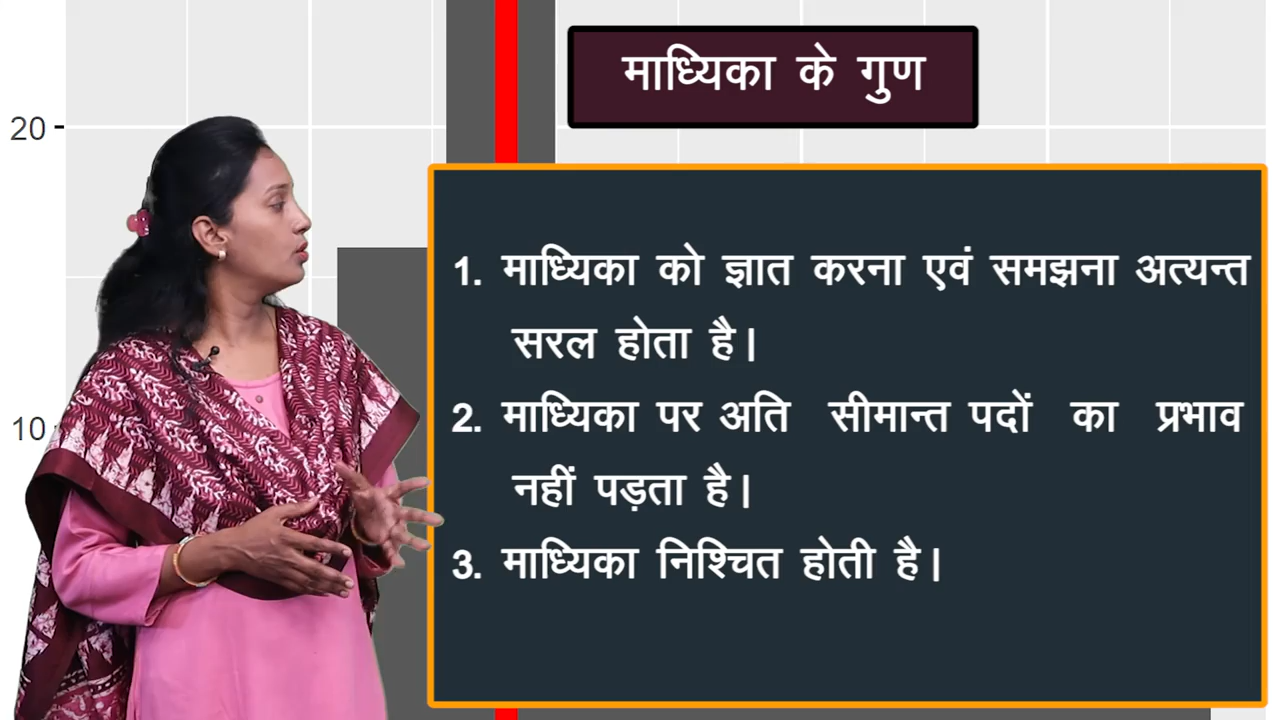 माध्यिका के गुण
20
1. माध्यिका को ज्ञात करना एवं समझना अत्यन्त
सरल होता है।
2. माध्यिका पर अति सीमान्त पदों का प्रभाव
नहीं पड़ता है।
10
3. माध्यिका निश्चित होती है।